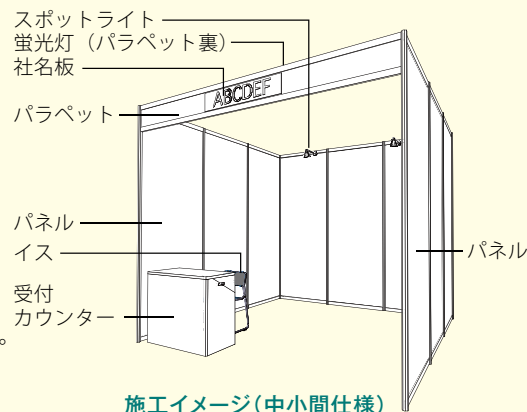 スポットライト
蛍光灯（パラペット裏）
社名板
ABCDEF
パラペット
パネル
イス
パネル
受付
カウンター
。
施工イメージ（中小間仕様）